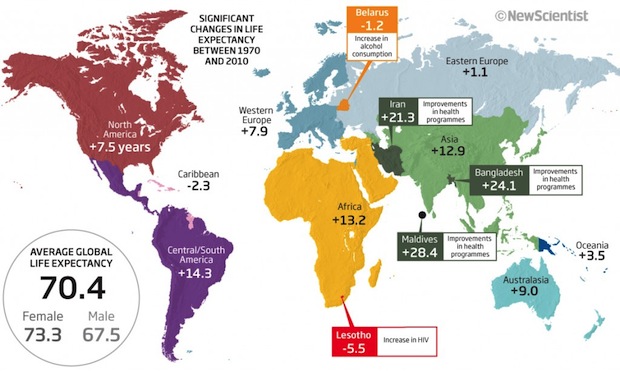 SIGNIFICANT
CHANGES IN LIFE
EXPECTANCY
BETWEEN 1970
AND 2010
Belarus
-1.2
Increase in
alcohol
consumption
©NewScientist
Eastern Europe
+1.1
Western
Europe
+7.9
Iran
+21.3
Improvements
in health
programmes
North
America
+7.5 years
Asia
+12.9
Bangladesh
+24.1
Improvements
in health
programmes
Caribbean
-2.3
Africa
+13.2
Maldives
+28.4
Improvements
in health
programmes
Oceania
+3.5
Central/South
America
+14.3
Australasia
+9.0
AVERAGE GLOBAL
LIFE EXPECTANCY
70.4
Female Male
73.3 67.5
Lesotho
-5.5
Increase in HIV